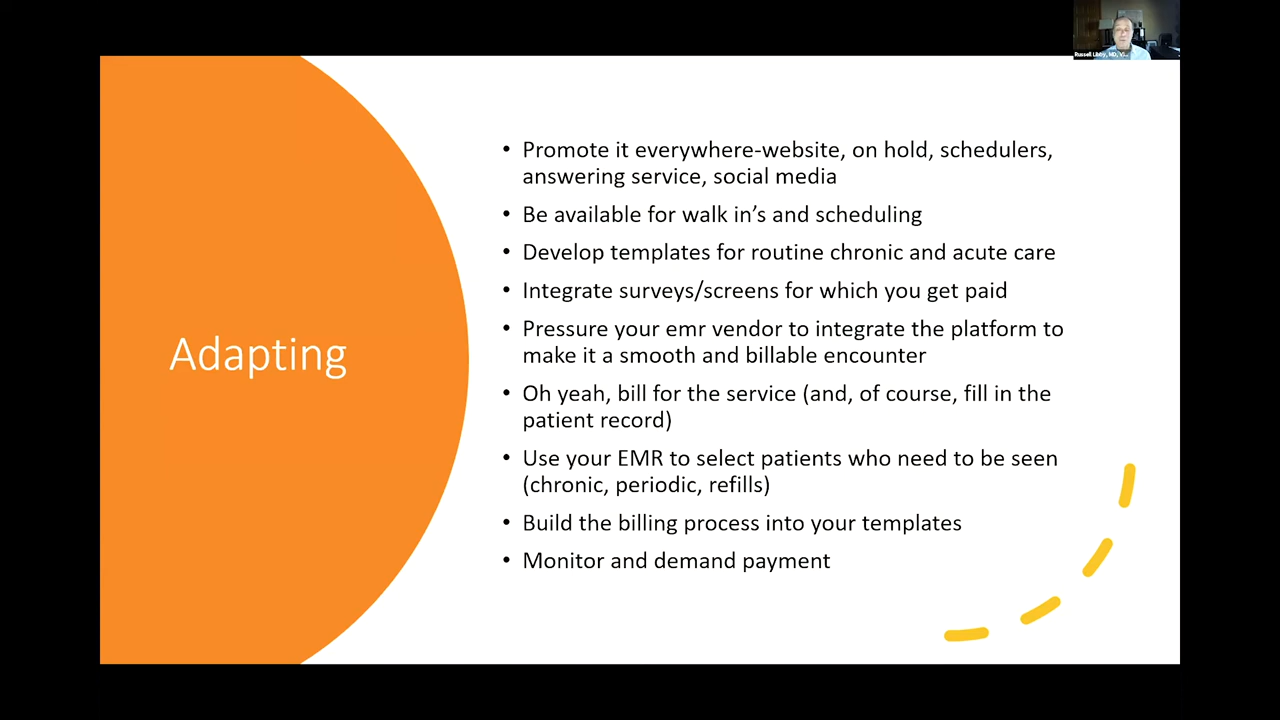 Russell Libby, MD, Vi...
Adapting
• Promote it everywhere-website, on hold, schedulers,
answering service, social media
• Be available for walk in’s and scheduling
• Develop templates for routine chronic and acute care
• Integrate surveys/screens for which you get paid
• Pressure your emr vendor to integrate the platform to
make it a smooth and billable encounter
• Oh yeah, bill for the service (and, of course, fill in the
patient record)
• Use your EMR to select patients who need to be seen
(chronic, periodic, refills)
• Build the billing process into your templates
• Monitor and demand payment